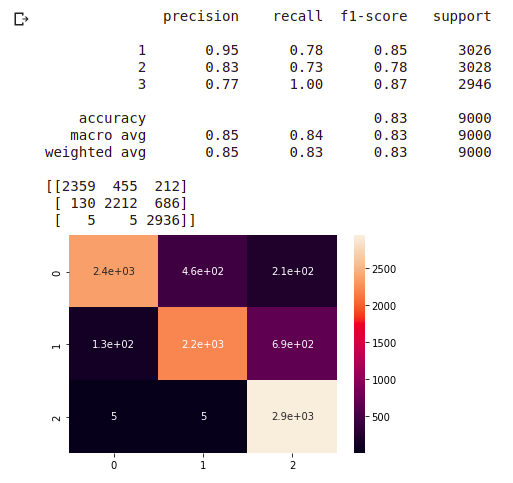 precision    recall  f1-score   support
1       0.95      0.78      0.85      3026
2       0.83      0.73      0.78      3028
3       0.77      1.00      0.87      2946
accuracy                           0.83      9000
macro avg       0.85      0.84      0.83      9000
weighted avg       0.85      0.83      0.83      9000
[[2359  455  212]
[ 130 2212  686]
[   5    5 2936]]
0 2.4e+03 4.6e+02 2.1e+02
1 1.3e+02 2.2e+03 6.9e+02
2 5 5 2.9e+03
0 1 2
2500
2000
1500
1000
500